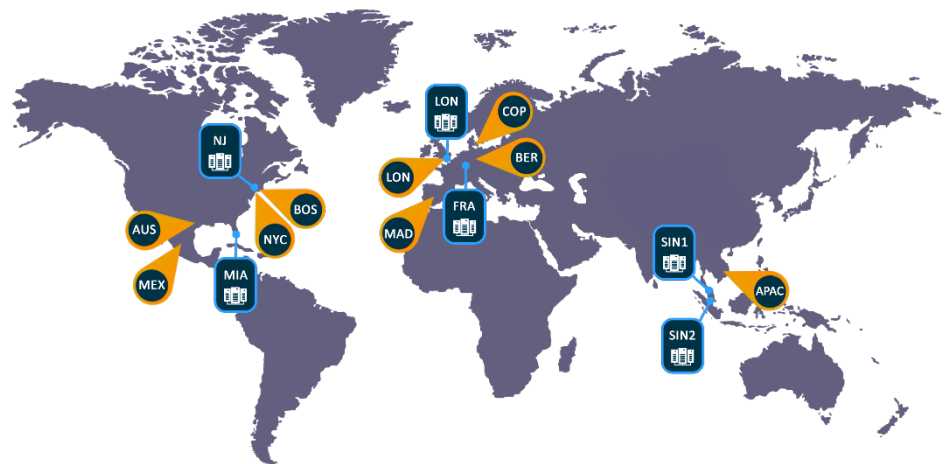 NJ
BOS
NYC
AUS
MEX
MIA
LON
COP
BER
LON
FRA
MAD
SIN1
APAC
SIN2